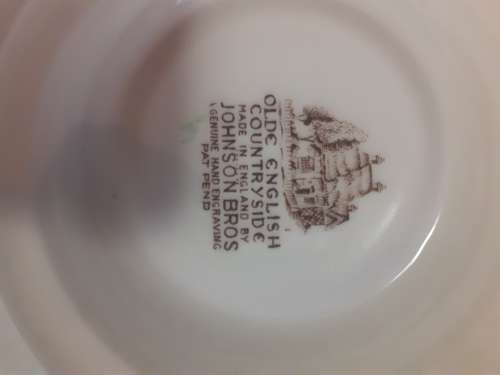 OLDE ENGLISH
COUNTRYSIDE
MADE IN ENGLAND BY
JOHNSON BROS
GENUINE HAND ENGRAVING
PAT PEND